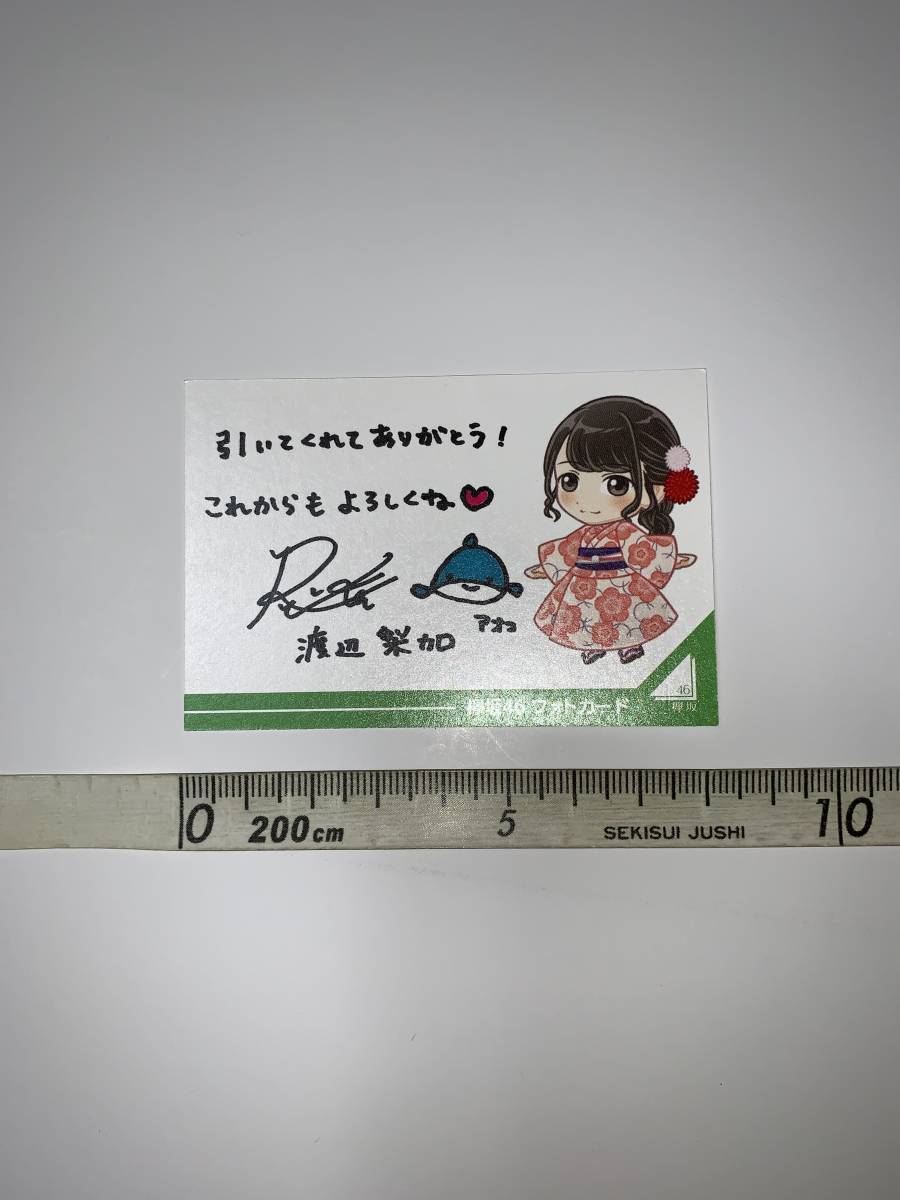 引いてくれてありがとう!
これからもよろしくね
アオコ
渡辺 梨加
欅坂46 フォトカード
46
欅坂
0 200cm 5 SEKISUI JUSHI 10